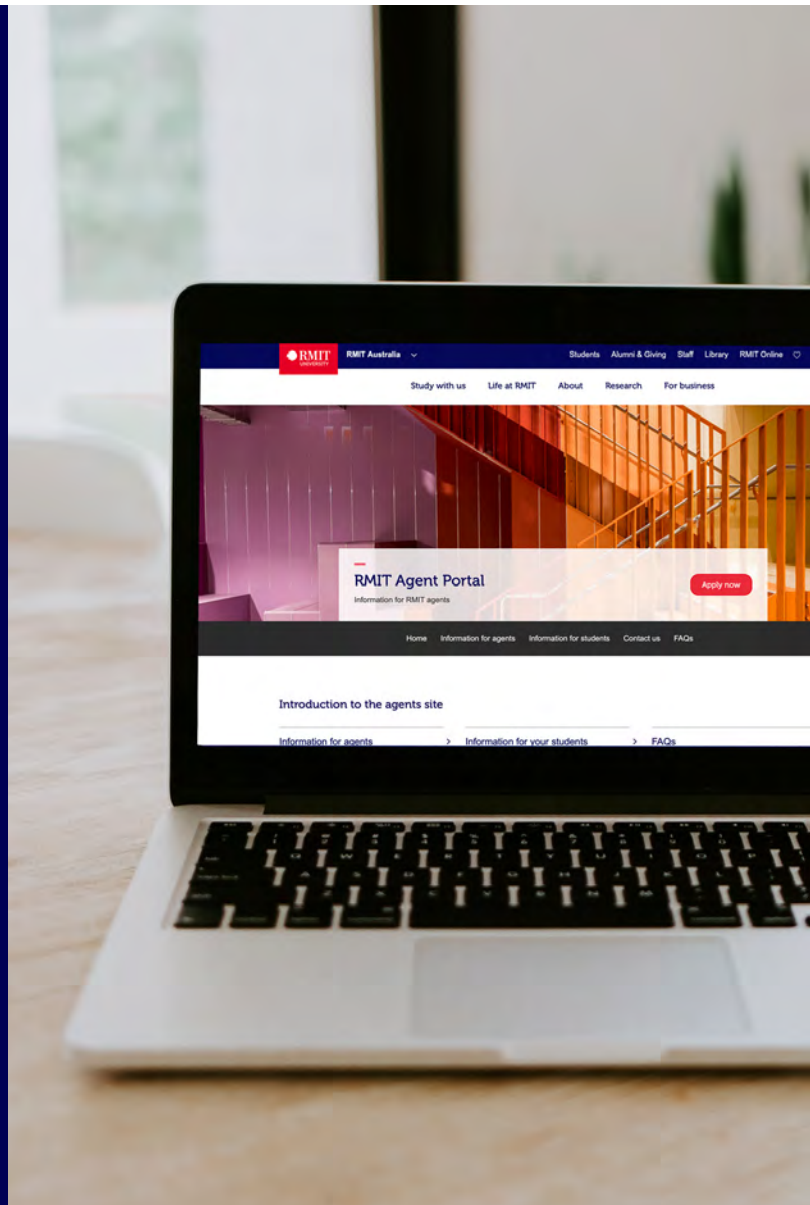 RMIT
UNIVERSITY
RMIT Australia
Students Alumni & Giving Staff Library RMIT Online
Study with us Life at RMIT About Research For business
RMIT Agent Portal
Information for RMIT agents
Apply now
Home Information for agents Information for students Contact us FAQs
Introduction to the agents site
Information for agents > Information for your students > FAQs